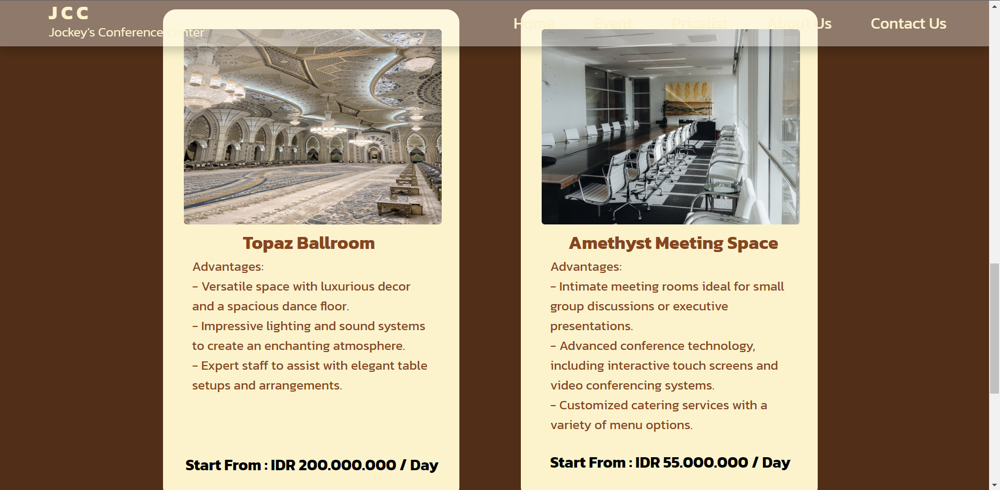 JCC
Jockey's Conference Center
Home Event Pricelist About Us Contact Us
Topaz Ballroom
Advantages:
- Versatile space with luxurious decor
and a spacious dance floor.
- Impressive lighting and sound systems
to create an enchanting atmosphere.
- Expert staff to assist with elegant table
setups and arrangements.
Start From : IDR 200.000.000 / Day
Amethyst Meeting Space
Advantages:
- Intimate meeting rooms ideal for small
group discussions or executive
presentations.
- Advanced conference technology,
including interactive touch screens and
video conferencing systems.
- Customized catering services with a
variety of menu options.
Start From : IDR 55.000.000 / Day